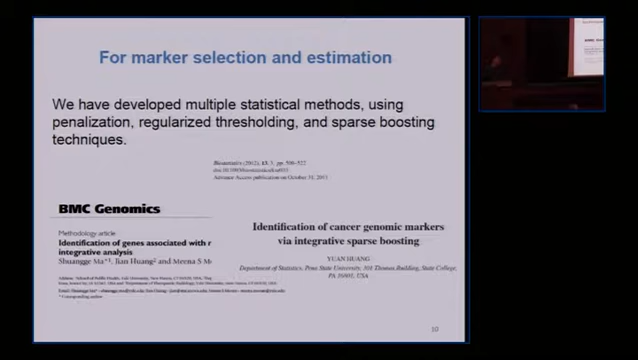 For marker selection and estimation
We have developed multiple statistical methods, using
penalization, regularized thresholding, and sparse boosting
techniques.
Biostatistics (2012), 13, 3, pp. 509–522
Advance Access publication on October 31, 2011
BMC Genomics
Methodology article
Identification of genes associated with r
integrative analysis
Shuangge Ma*1, Jian Huang2 and Meena S M
Identification of cancer genomic markers
via integrative sparse boosting
YUAN HUANG
Department of Statistics, Penn State University, 301 Thomas Building, State College,
PA 16801, USA
10